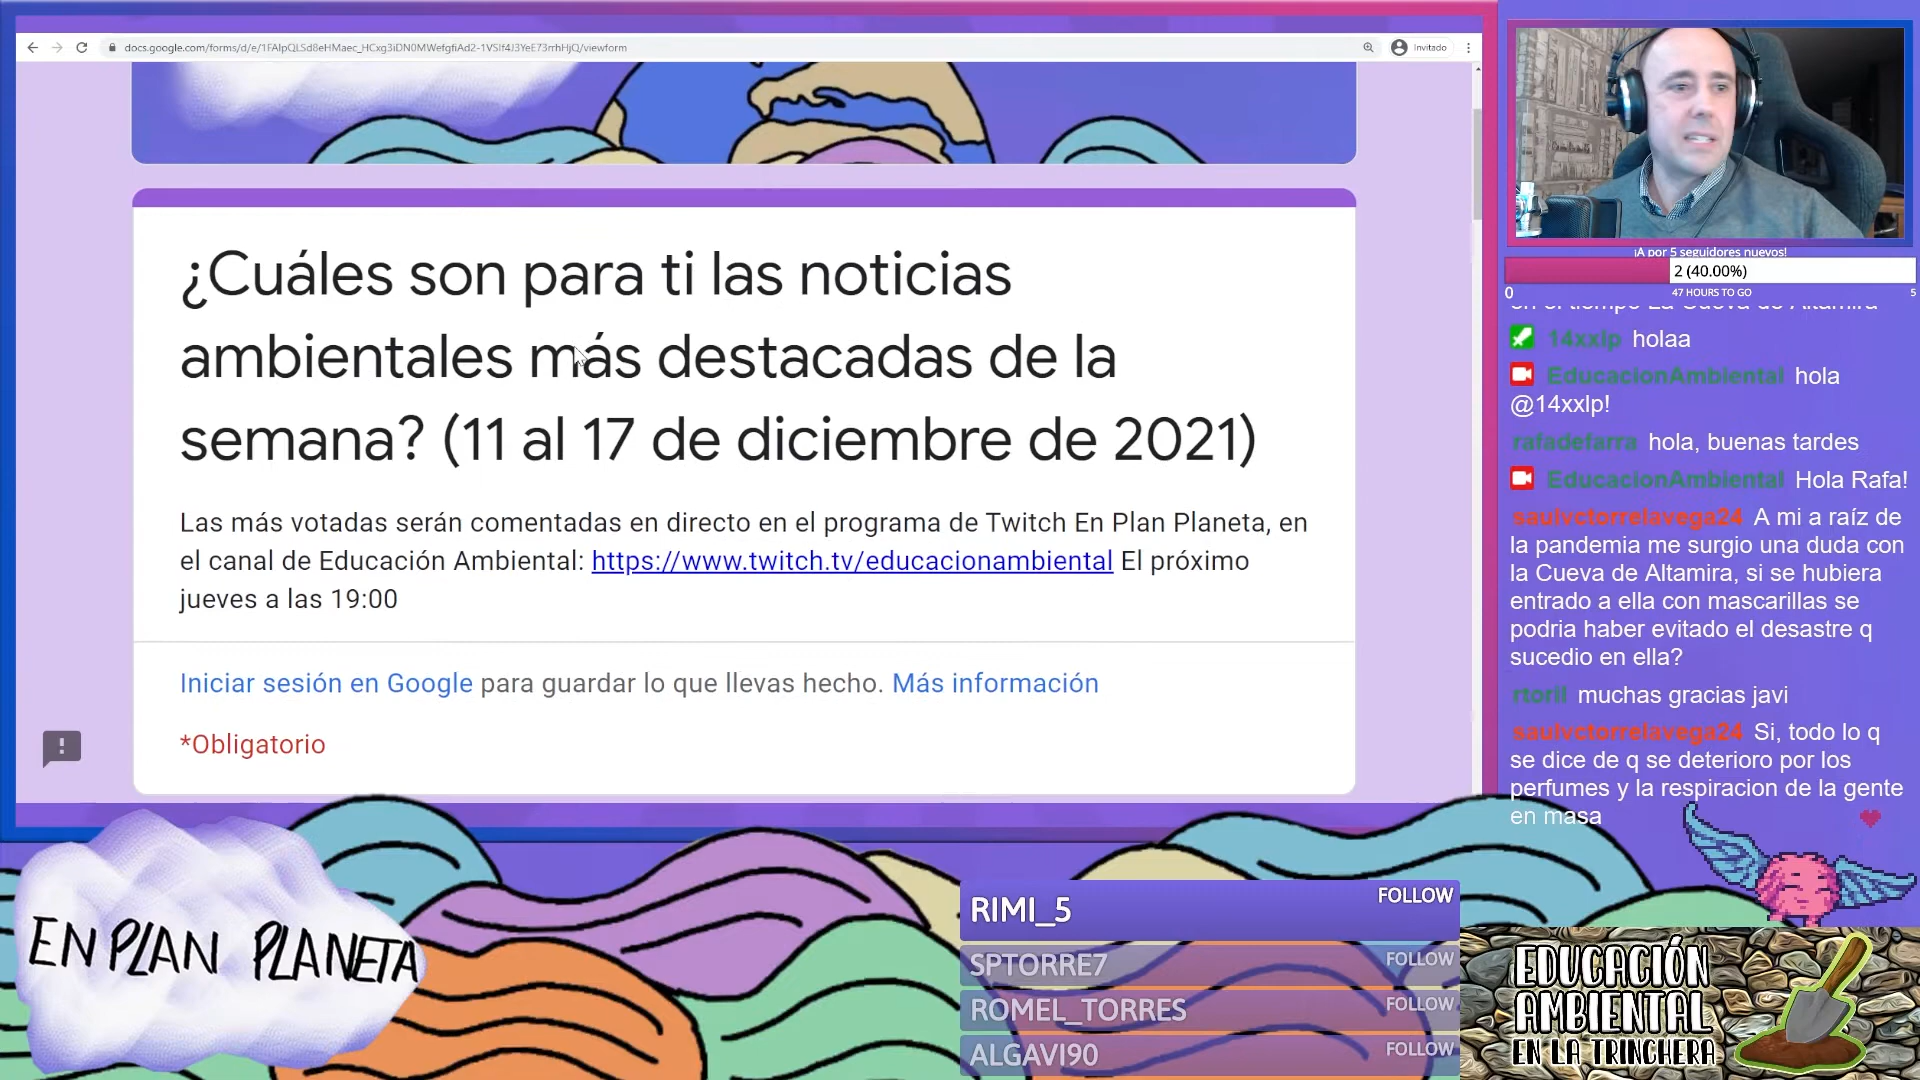 docs.google.com/forms/d/e/1FAIpQLSd8eHMaec_HCxg3iDN0MWefgfiAd2-1VSIf4J3YeE73rrhHjQ/viewform
Invitado
¿Cuáles son para ti las noticias
ambientales más destacadas de la
semana? (11 al 17 de diciembre de 2021)
Las más votadas serán comentadas en directo en el programa de Twitch En Plan Planeta, en
el canal de Educación Ambiental: https://www.twitch.tv/educacionambiental El próximo
jueves a las 19:00
Iniciar sesión en Google para guardar lo que llevas hecho. Más información
*Obligatorio
¡A por 5 seguidores nuevos!
2 (40.00%)
0
47 HOURS TO GO
5
en el tiempo La Cueva de Altamira
14xxlp holaa
EducacionAmbiental hola
@14xxlp!
rafadefarra hola, buenas tardes
EducacionAmbiental Hola Rafa!
saulvctorrelavega24 A mi a raíz de
la pandemia me surgio una duda con
la Cueva de Altamira, si se hubiera
entrado a ella con mascarillas se
podria haber evitado el desastre q
sucedio en ella?
rtoril muchas gracias javi
saulvctorrelavega24 Si, todo lo q
se dice de q se deterioro por los
perfumes y la respiracion de la gente
en masa
EN PLAN PLANETA
RIMI_5 FOLLOW
SPTORRE7 FOLLOW
ROMEL_TORRES FOLLOW
ALGAVI90 FOLLOW
EDUCACIÓN
AMBIENTAL
EN LA TRINCHERA